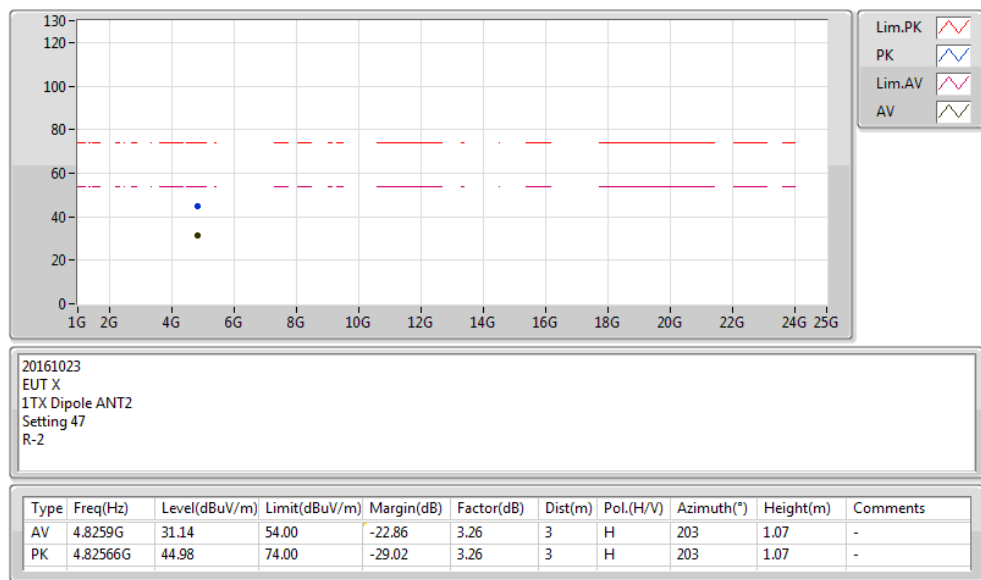 130
120
100
80
60
40
20
0
1G 2G 4G 6G 8G 10G 12G 14G 16G 18G 20G 22G 24G 25G
Lim.PK
PK
Lim.AV
AV
20161023
EUT X
1TX Dipole ANT2
Setting 47
R-2
Type Freq(Hz) Level(dBuV/m) Limit(dBuV/m) Margin(dB) Factor(dB) Dist(m) Pol.(H/V) Azimuth(°) Height(m) Comments
AV 4.8259G 31.14 54.00 -22.86 3.26 3 H 203 1.07 -
PK 4.82566G 44.98 74.00 -29.02 3.26 3 H 203 1.07 -